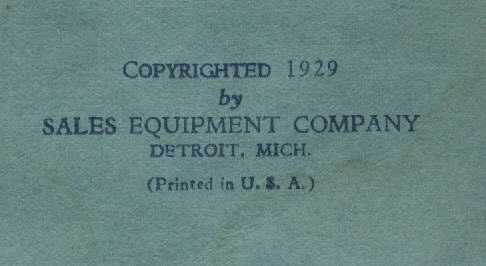 COPYRIGHTED 1929
by
SALES EQUIPMENT COMPANY
DETROIT, MICH.
(Printed in U. S. A.)